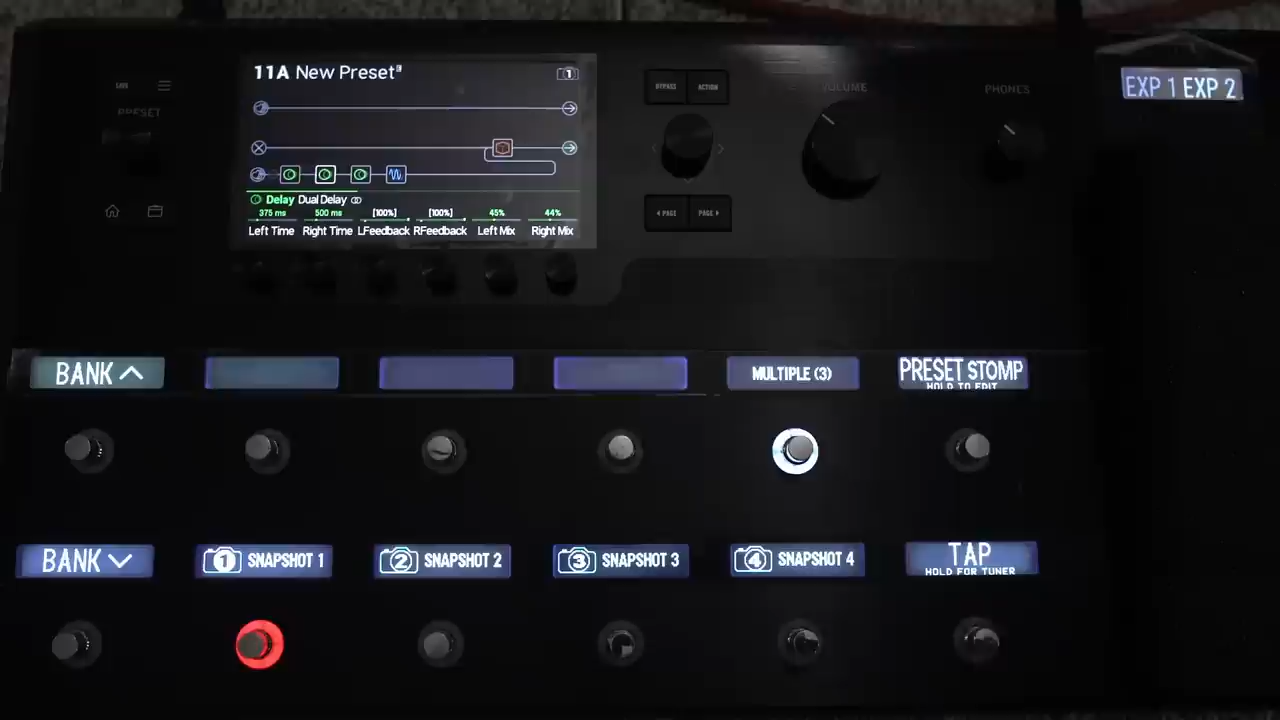 11A New Preset E
1
LIVE
PRESET
Delay Dual Delay
375 ms 500 ms [100%] [100%] 45% 44%
Left Time Right Time LFeedback RFeedback Left Mix Right Mix
BYPASS ACTION
VOLUME
PHONES
EXP 1 EXP 2
PAGE PAGE
BANK
MULTIPLE (3)
PRESET STOMP
HOLD TO EDIT
BANK
1 SNAPSHOT 1
2 SNAPSHOT 2
3 SNAPSHOT 3
4 SNAPSHOT 4
TAP
HOLD FOR TUNER